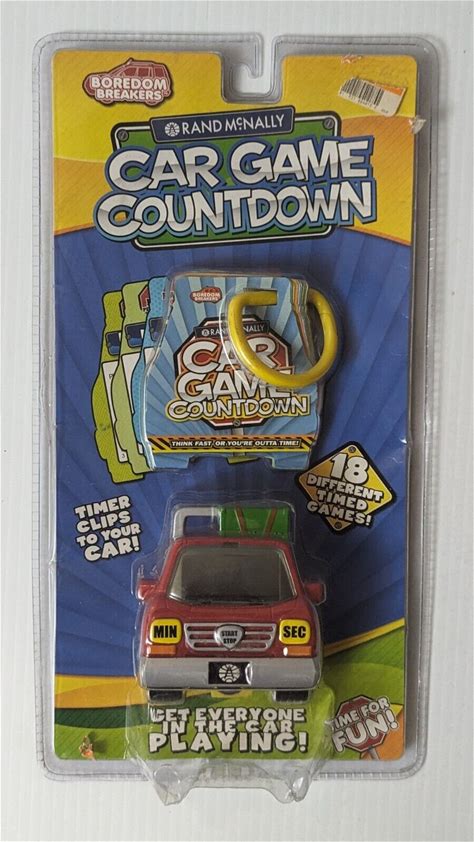 BOREDOM
BREAKERS
RAND MCNALLY
CAR GAME
COUNTDOWN
BOREDOM
BREAKERS
RAND MCNALLY
CAR
GAME
COUNTDOWN
THINK FAST OR YOU'RE OUTTA TIME!
18
DIFFERENT
TIMED
GAMES!
TIMER
CLIPS
TO YOUR
CAR!
MIN
START
STOP
SEC
GET EVERYONE
IN THE CAR
PLAYING!
TIME FOR
FUN!